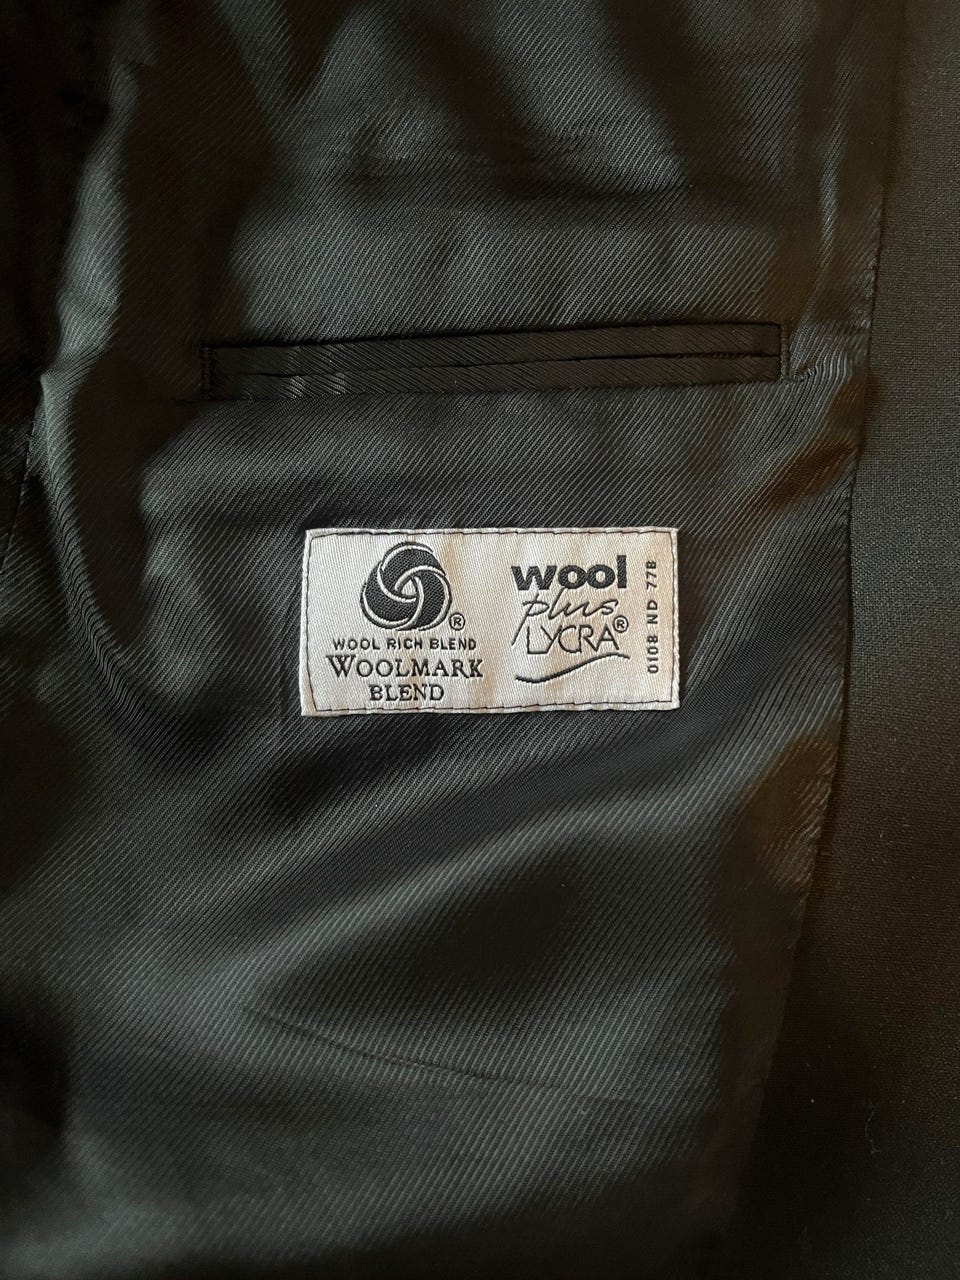 ®
WOOL RICH BLEND
WOOLMARK
BLEND
wool
plus
LYCRA®
0108 ND 77B